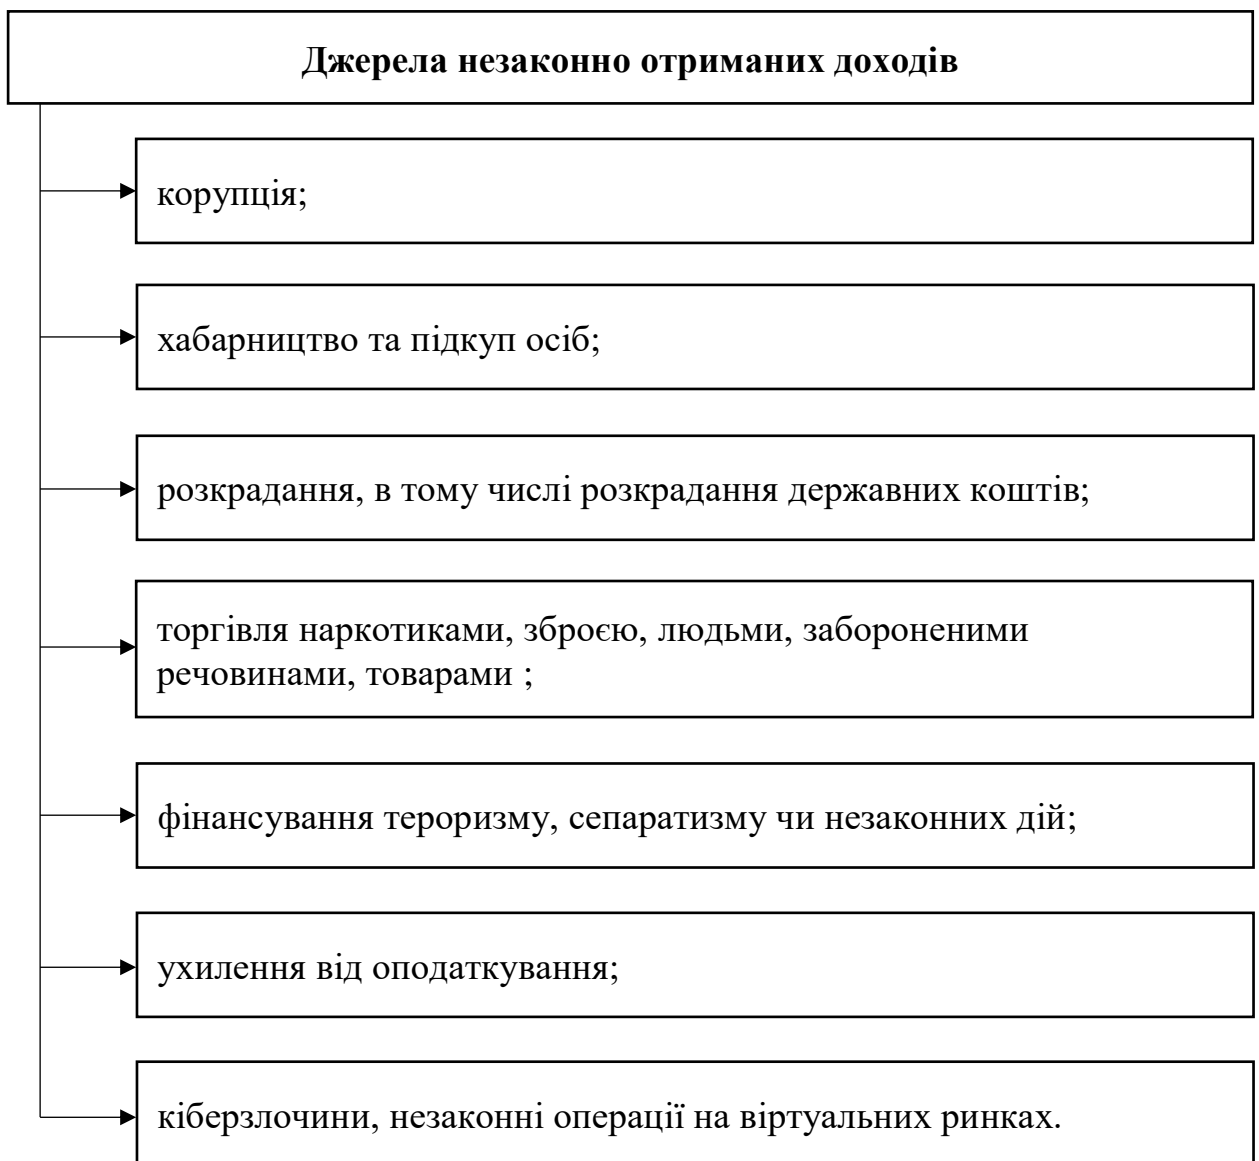 Джерела незаконно отриманих доходів
корупція;
хабарництво та підкуп осіб;
розкрадання, в тому числі розкрадання державних коштів;
торгівля наркотиками, зброєю, людьми, забороненими
речовинами, товарами ;
фінансування тероризму, сепаратизму чи незаконних дій;
ухилення від оподаткування;
кіберзлочини, незаконні операції на віртуальних ринках.